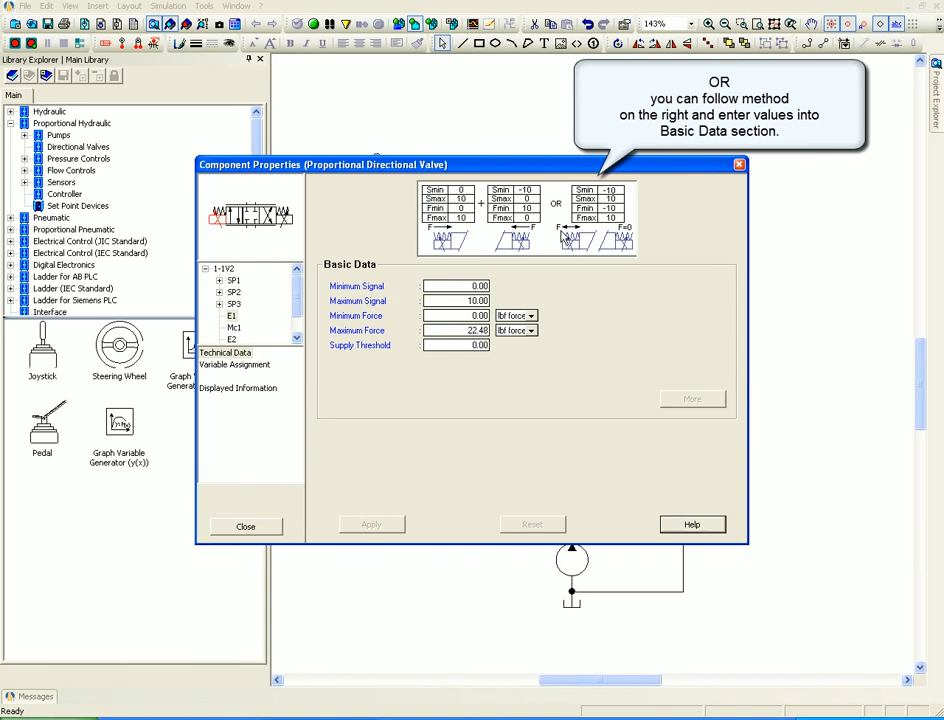 File Edit View Insert Layout Simulation Tools Window
143%
Library Explorer | Main Library
Main
Hydraulic
Proportional Hydraulic
Pumps
Directional Valves
Pressure Controls
Flow Controls
Sensors
Controller
Set Point Devices
Pneumatic
Proportional Pneumatic
Electrical Control (JIC Standard)
Electrical Control (IEC Standard)
Digital Electronics
Ladder for AB PLC
Ladder (IEC Standard)
Ladder for Siemens PLC
Interface
Joystick
Steering Wheel
Graph V
Generat
Pedal
Graph Variable
Generator (y(x))
OR
you can follow method
on the right and enter values into
Basic Data section.
Project Explorer
Component Properties (Proportional Directional Valve)
Smin 0
Smax 10
Fmin 0
Fmax 10
+
Smin -10
Smax 0
Fmin 10
Fmax 0
OR
Smin -10
Smax 10
Fmin -10
Fmax 10
F
F
F
F=0
1-1V2
SP1
SP2
SP3
E1
Mc1
E2
Technical Data
Variable Assignment
Displayed Information
Basic Data
Minimum Signal : 0.00
Maximum Signal : 10.00
Minimum Force : 0.00 lbf force
Maximum Force : 22.48 lbf force
Supply Threshold : 0.00
More
Close
Apply
Reset
Help
Messages
Ready